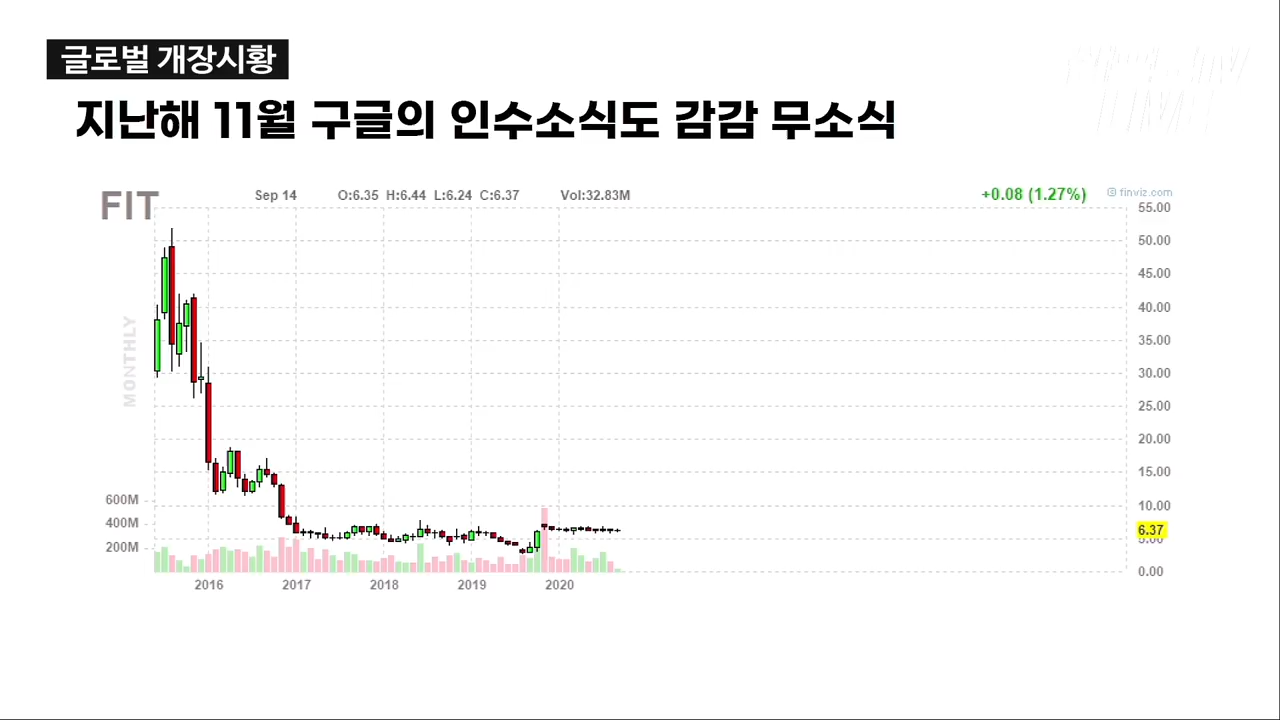 글로벌 개장시황
지난해 11월 구글의 인수소식도 감감 무소식
FIT
Sep 14 O:6.35 H:6.44 L:6.24 C:6.37 Vol:32.83M +0.08 (1.27%) finviz.com
55.00
50.00
45.00
40.00
35.00
30.00
25.00
20.00
15.00
10.00
6.37
5.00
0.00
MONTHLY
600M
400M
200M
2016 2017 2018 2019 2020